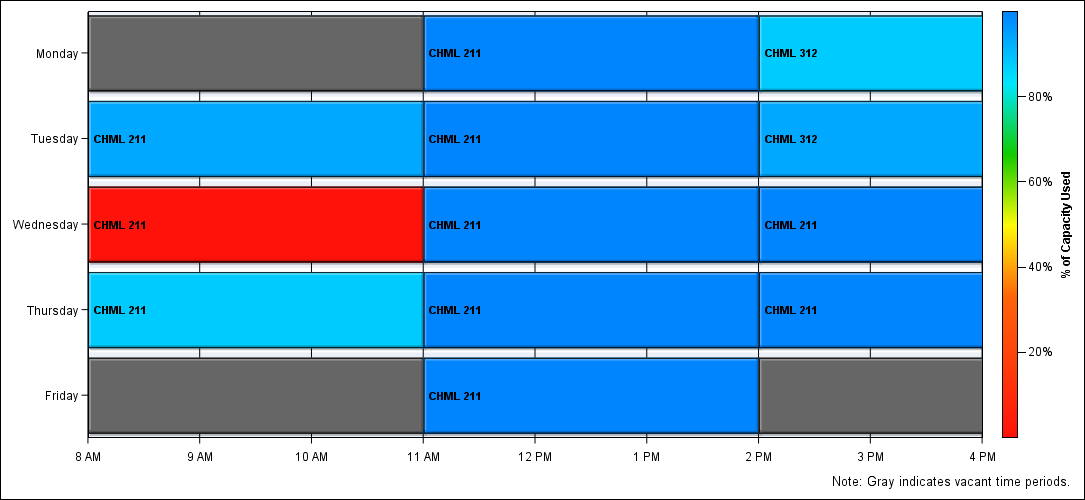 Monday
CHML 211
CHML 312
80%
Tuesday
CHML 211
CHML 211
CHML 312
60%
% of Capacity Used
Wednesday
CHML 211
CHML 211
CHML 211
40%
Thursday
CHML 211
CHML 211
CHML 211
20%
Friday
CHML 211
8 AM
9 AM
10 AM
11 AM
12 PM
1 PM
2 PM
3 PM
4 PM
Note: Gray indicates vacant time periods.